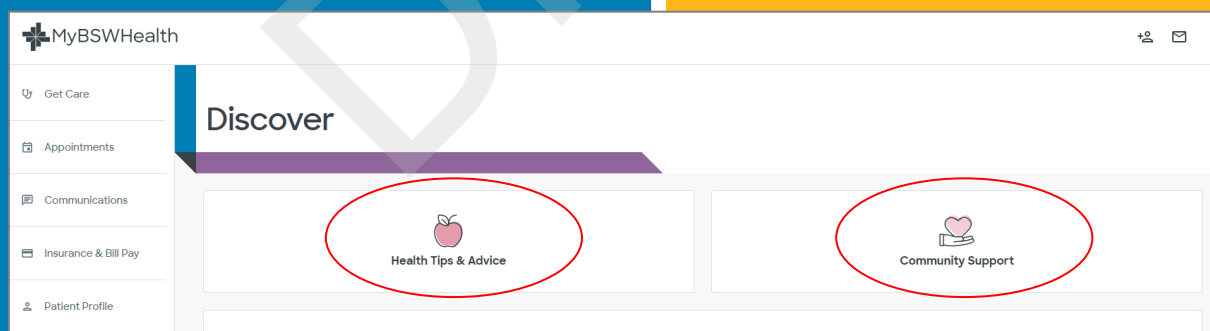 MyBSWHealth
Get Care
Discover
Appointments
Communications
Insurance & Bill Pay
Health Tips & Advice
Community Support
Patient Profile